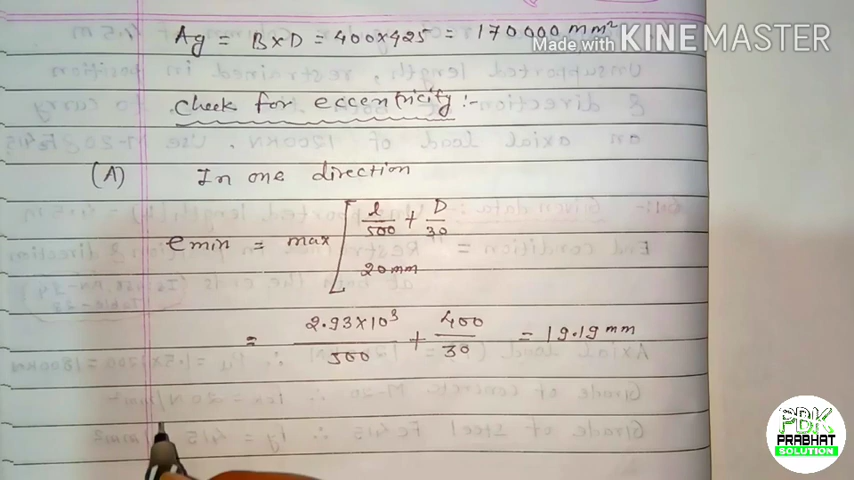 Ag = B×D = 400×425 = 170000 mm²
Made with KINEMASTER
Check for eccentricity :-
(A) In one direction
e min = max [ l/500 + D/30
20mm
= 2.93×10³/500 + 400/30 = 19.19 mm
PBK
PRABHAT
SOLUTION